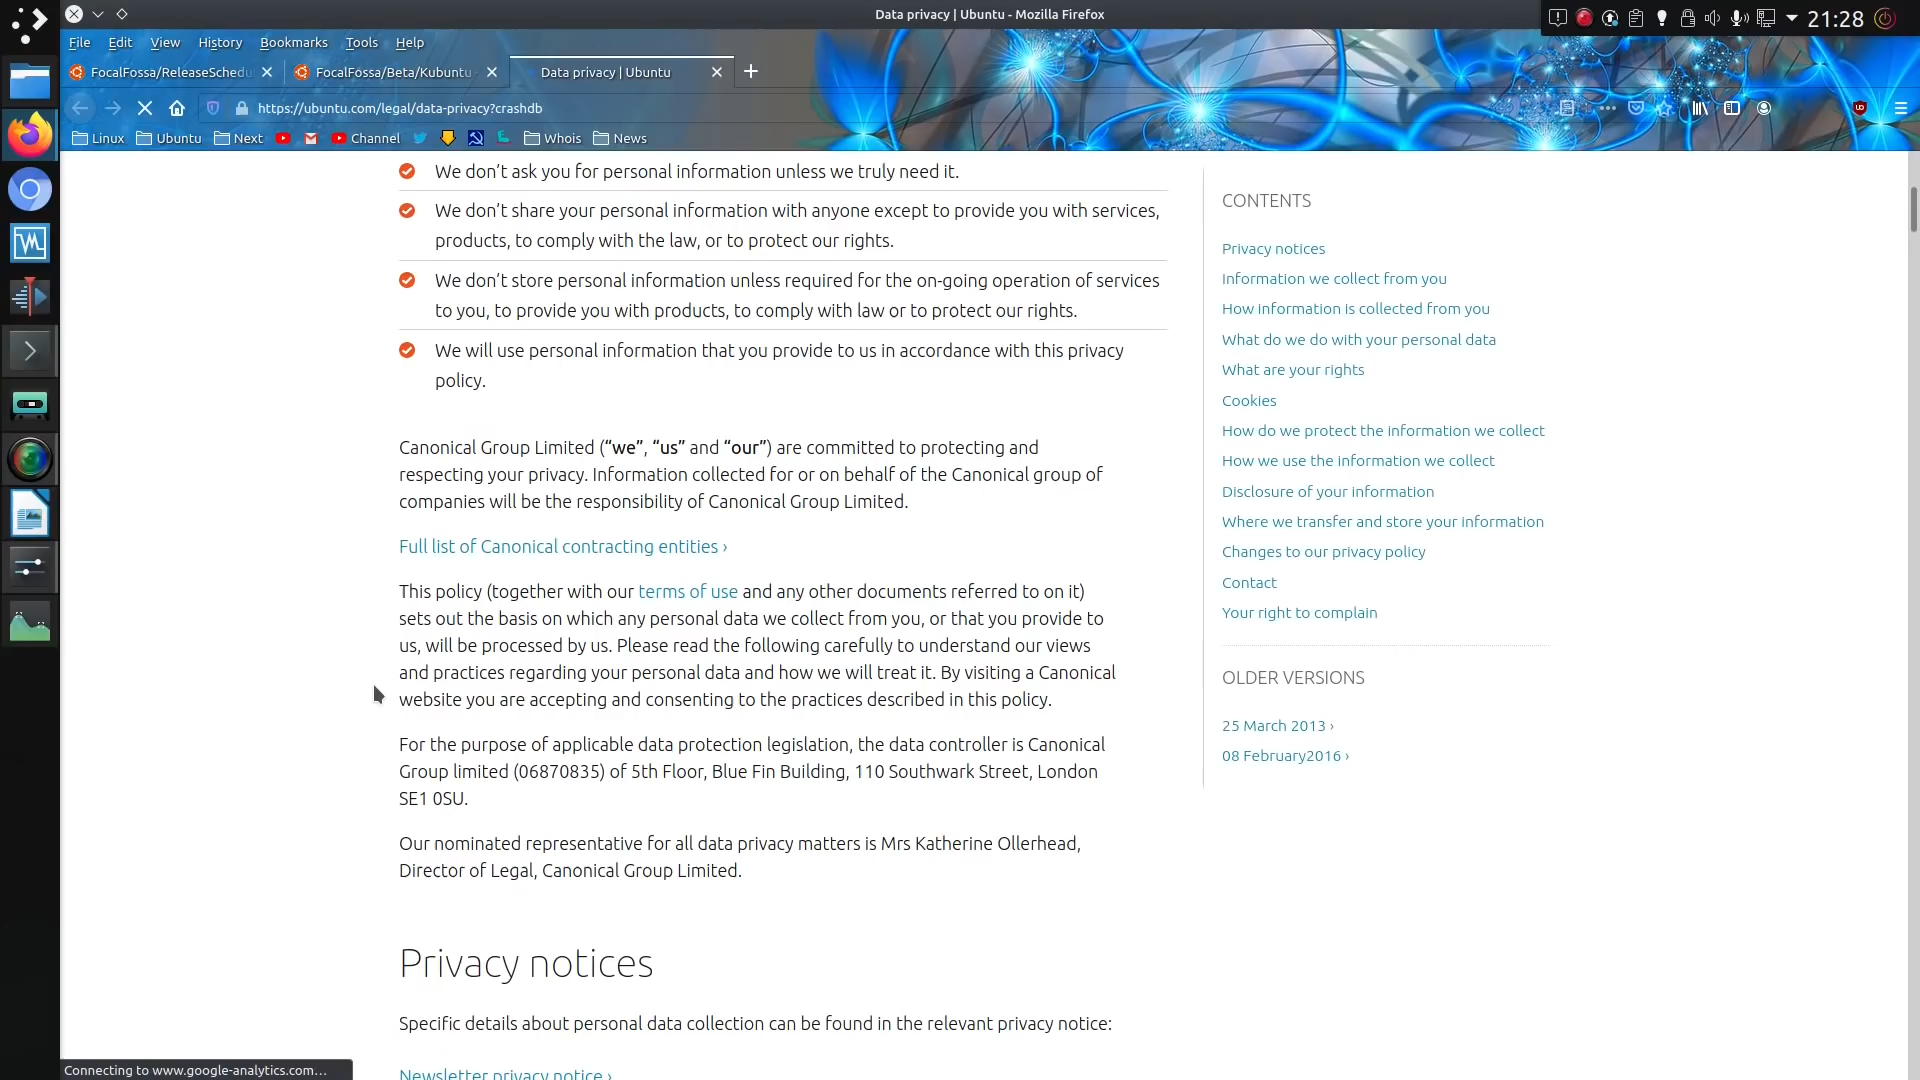 Data privacy | Ubuntu - Mozilla Firefox
21:28
File Edit View History Bookmarks Tools Help
FocalFossa/ReleaseSchedu
FocalFossa/Beta/Kubuntu
Data privacy | Ubuntu
https://ubuntu.com/legal/data-privacy?crashdb
Linux Ubuntu Next Channel Whois News
We don’t ask you for personal information unless we truly need it.
We don’t share your personal information with anyone except to provide you with services,
products, to comply with the law, or to protect our rights.
We don’t store personal information unless required for the on-going operation of services
to you, to provide you with products, to comply with law or to protect our rights.
We will use personal information that you provide to us in accordance with this privacy
policy.
Canonical Group Limited (“we”, “us” and “our”) are committed to protecting and
respecting your privacy. Information collected for or on behalf of the Canonical group of
companies will be the responsibility of Canonical Group Limited.
Full list of Canonical contracting entities ›
This policy (together with our terms of use and any other documents referred to on it)
sets out the basis on which any personal data we collect from you, or that you provide to
us, will be processed by us. Please read the following carefully to understand our views
and practices regarding your personal data and how we will treat it. By visiting a Canonical
website you are accepting and consenting to the practices described in this policy.
For the purpose of applicable data protection legislation, the data controller is Canonical
Group limited (06870835) of 5th Floor, Blue Fin Building, 110 Southwark Street, London
SE1 0SU.
Our nominated representative for all data privacy matters is Mrs Katherine Ollerhead,
Director of Legal, Canonical Group Limited.
Privacy notices
Specific details about personal data collection can be found in the relevant privacy notice:
Newsletter privacy notice ›
CONTENTS
Privacy notices
Information we collect from you
How information is collected from you
What do we do with your personal data
What are your rights
Cookies
How do we protect the information we collect
How we use the information we collect
Disclosure of your information
Where we transfer and store your information
Changes to our privacy policy
Contact
Your right to complain
OLDER VERSIONS
25 March 2013 ›
08 February2016 ›
Connecting to www.google-analytics.com…